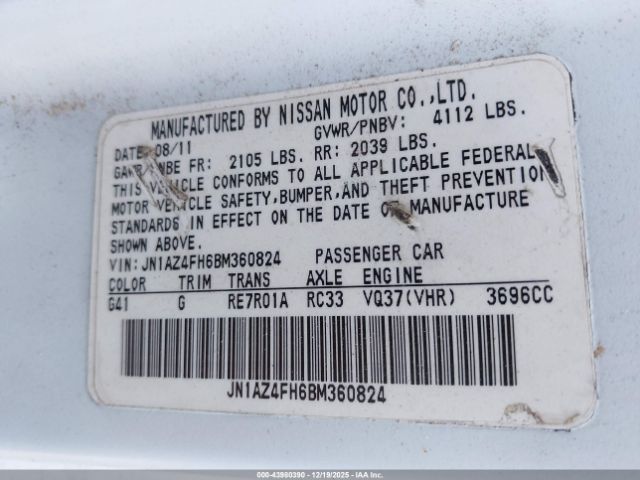 MANUFACTURED BY NISSAN MOTOR CO.,LTD.
DATE: 08/11 GVWR/PNBV: 4112 LBS.
GAWR/PNBE FR: 2105 LBS. RR: 2039 LBS.
THIS VEHICLE CONFORMS TO ALL APPLICABLE FEDERAL
MOTOR VEHICLE SAFETY,BUMPER,AND THEFT PREVENTION
STANDARDS IN EFFECT ON THE DATE OF MANUFACTURE
SHOWN ABOVE.
VIN:JN1AZ4FH6BM360824 PASSENGER CAR
COLOR TRIM TRANS AXLE ENGINE
G41 G RE7R01A RC33 VQ37(VHR) 3696CC
JN1AZ4FH6BM360824
000-43980390 - 12/19/2025 - IAA Inc.